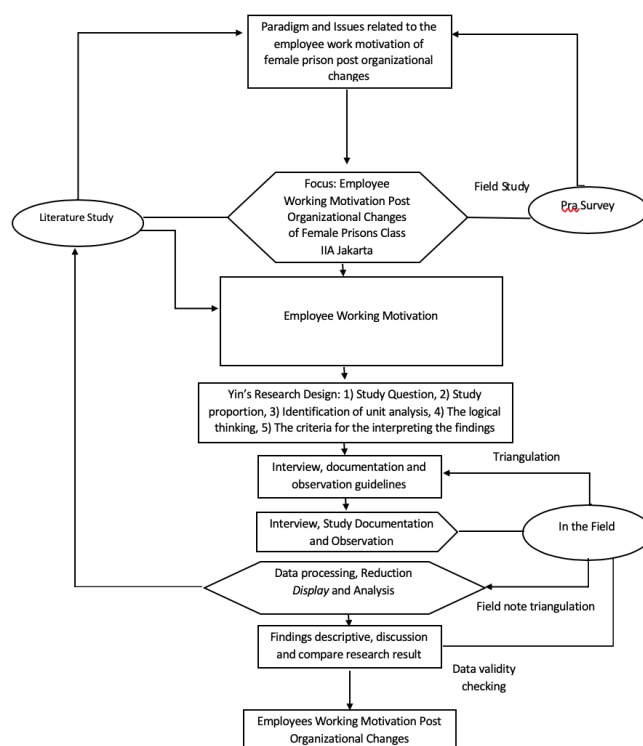 Paradigm and Issues related to the
employee work motivation of
female prison post organizational
changes
Focus: Employee
Working Motivation Post
Organizational Changes
of Female Prisons Class
IIA Jakarta
Field Study
Literature Study
Pra Survey
Employee Working Motivation
Yin's Research Design: 1) Study Question, 2) Study
proportion, 3) Identification of unit analysis, 4) The logical
thinking, 5) The criteria for the interpreting the findings
Triangulation
Interview, documentation and
observation guidelines
Interview, Study Documentation
and Observation
In the Field
Data processing, Reduction
Display and Analysis
Field note triangulation
Findings descriptive, discussion
and compare research result
Data validity
checking
Employees Working Motivation Post
Organizational Changes